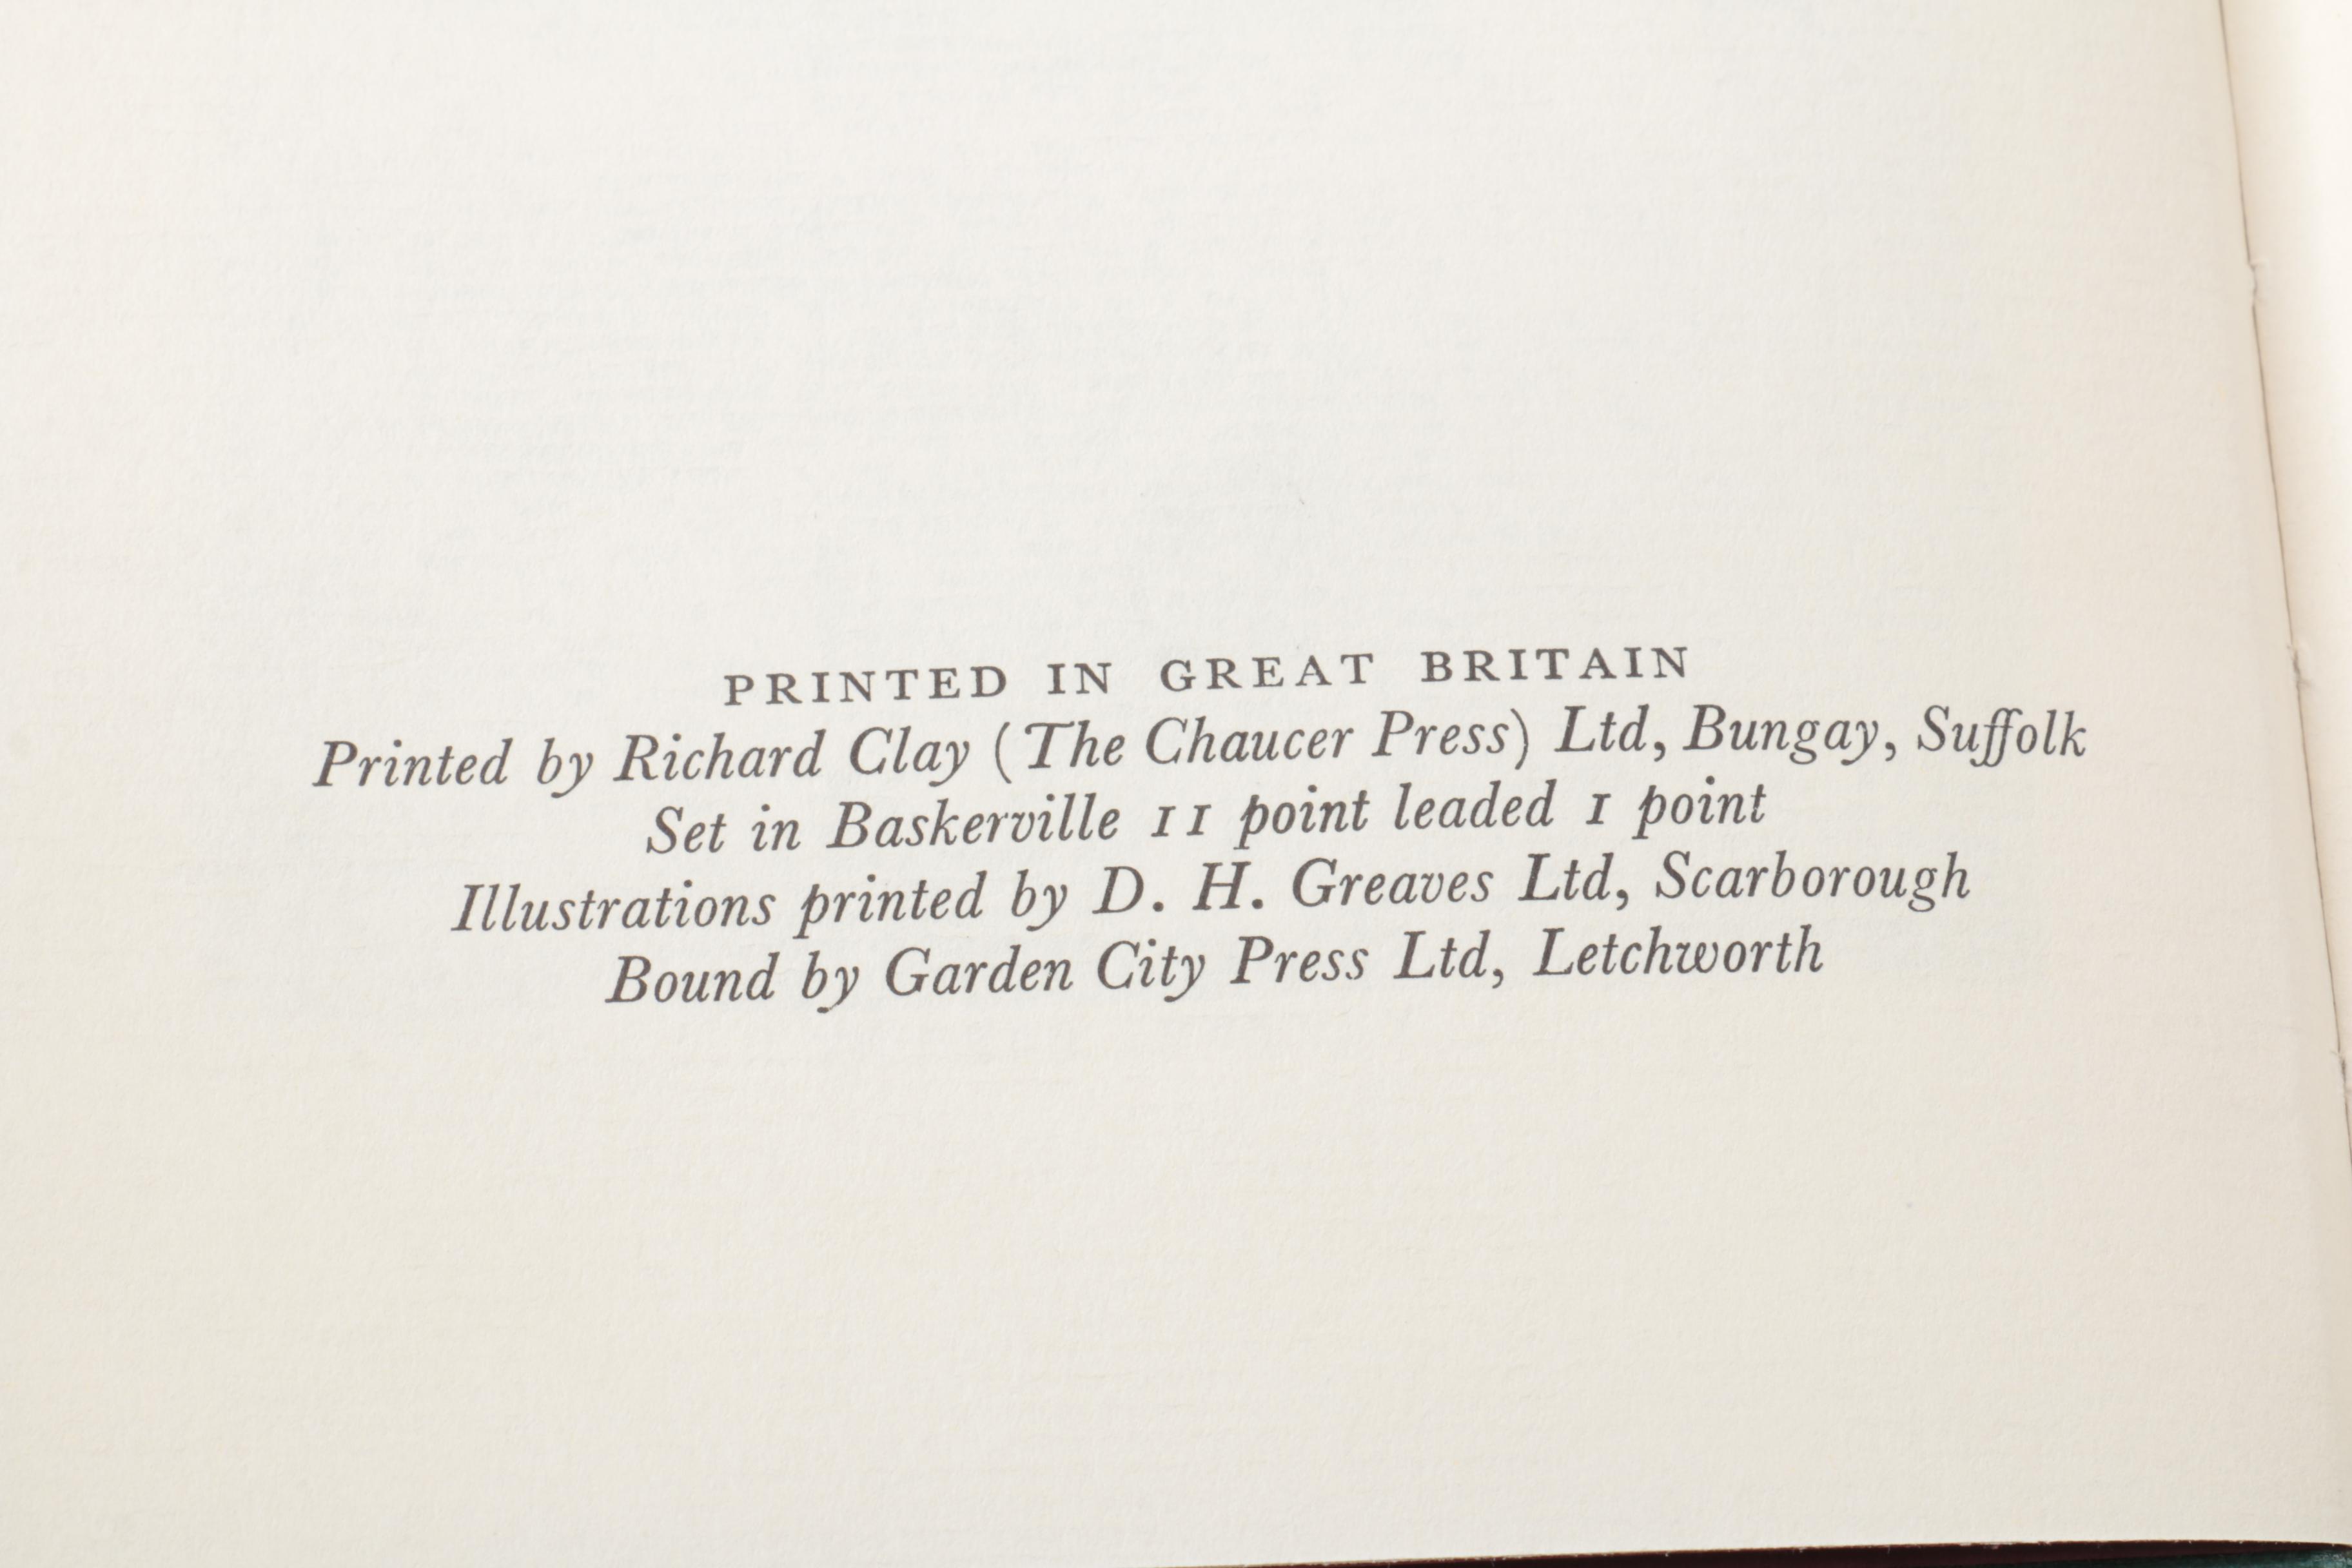 PRINTED IN GREAT BRITAIN
Printed by Richard Clay (The Chaucer Press) Ltd, Bungay, Suffolk
Set in Baskerville 11 point leaded 1 point
Illustrations printed by D. H. Greaves Ltd, Scarborough
Bound by Garden City Press Ltd, Letchworth